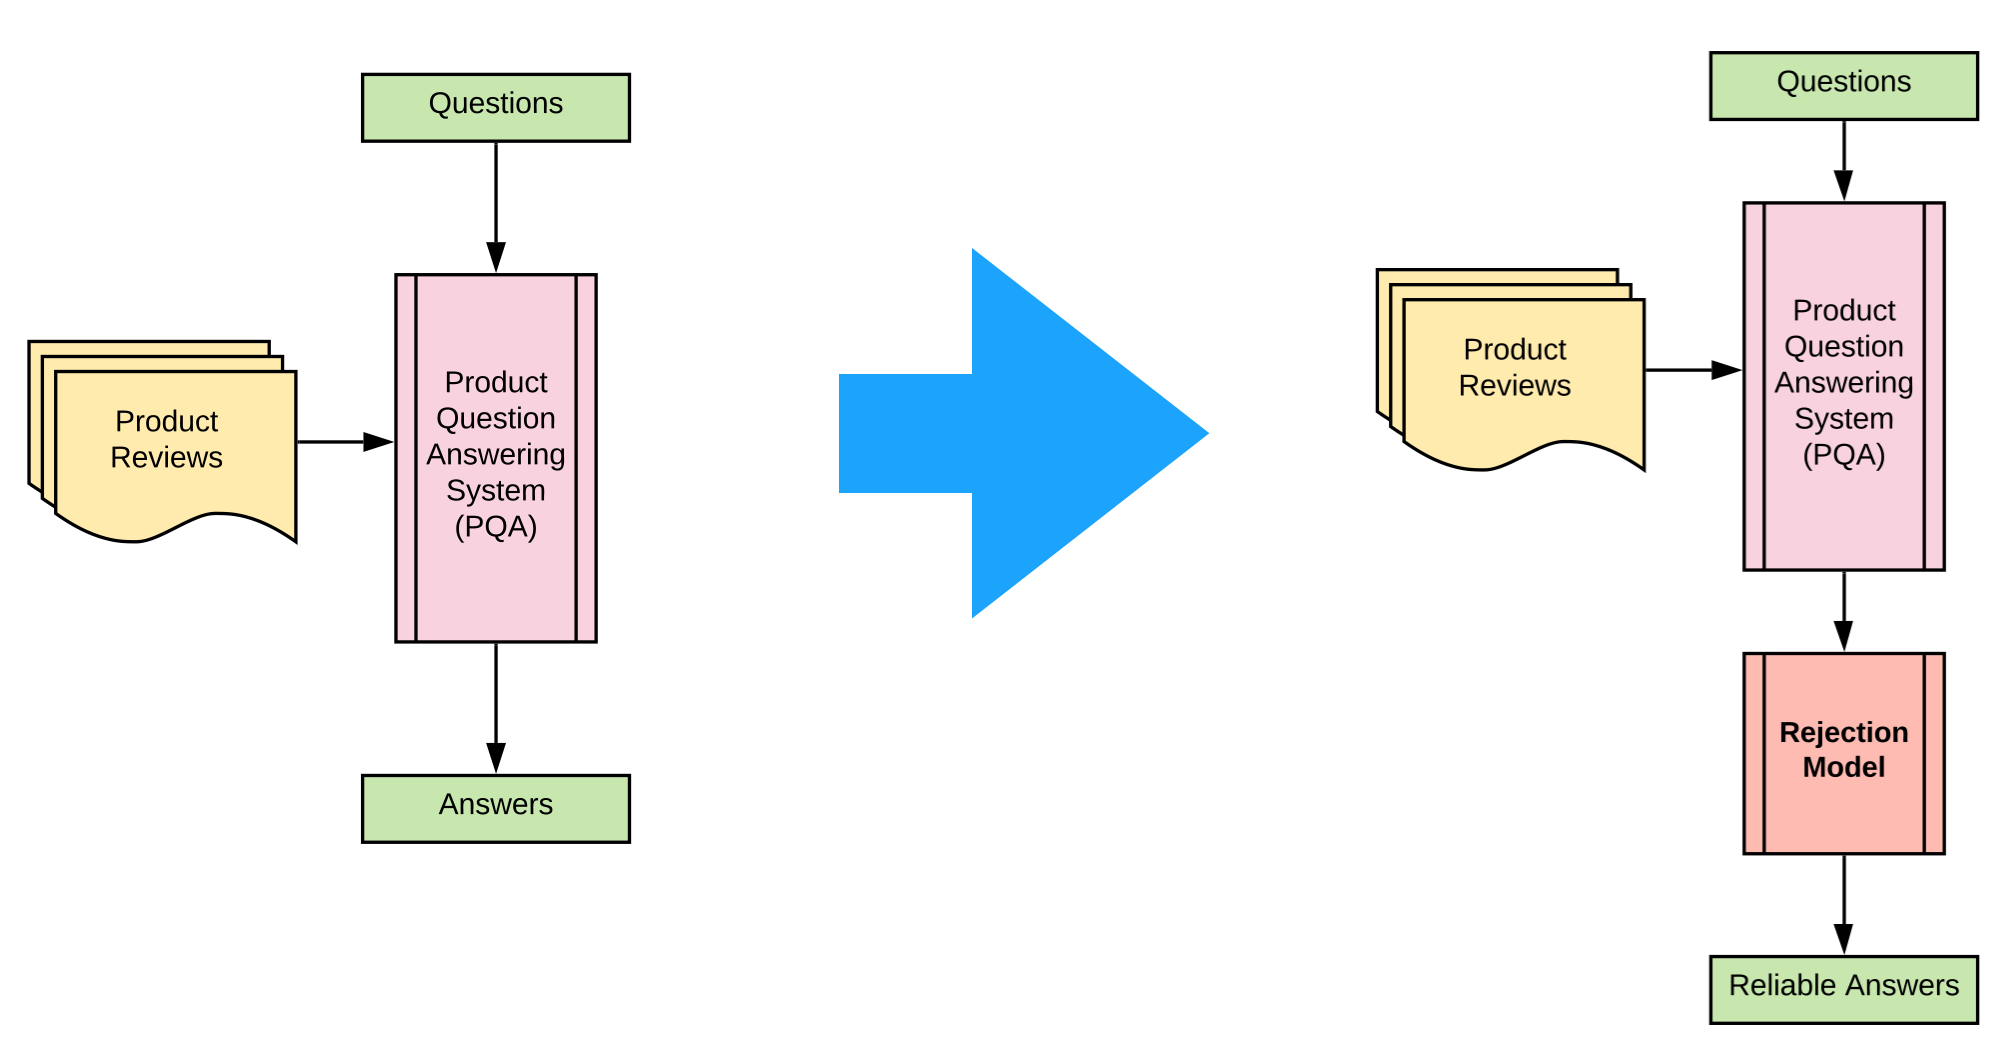 Questions
Product
Reviews
Product
Question
Answering
System
(PQA)
Answers
Questions
Product
Reviews
Product
Question
Answering
System
(PQA)
Rejection
Model
Reliable Answers